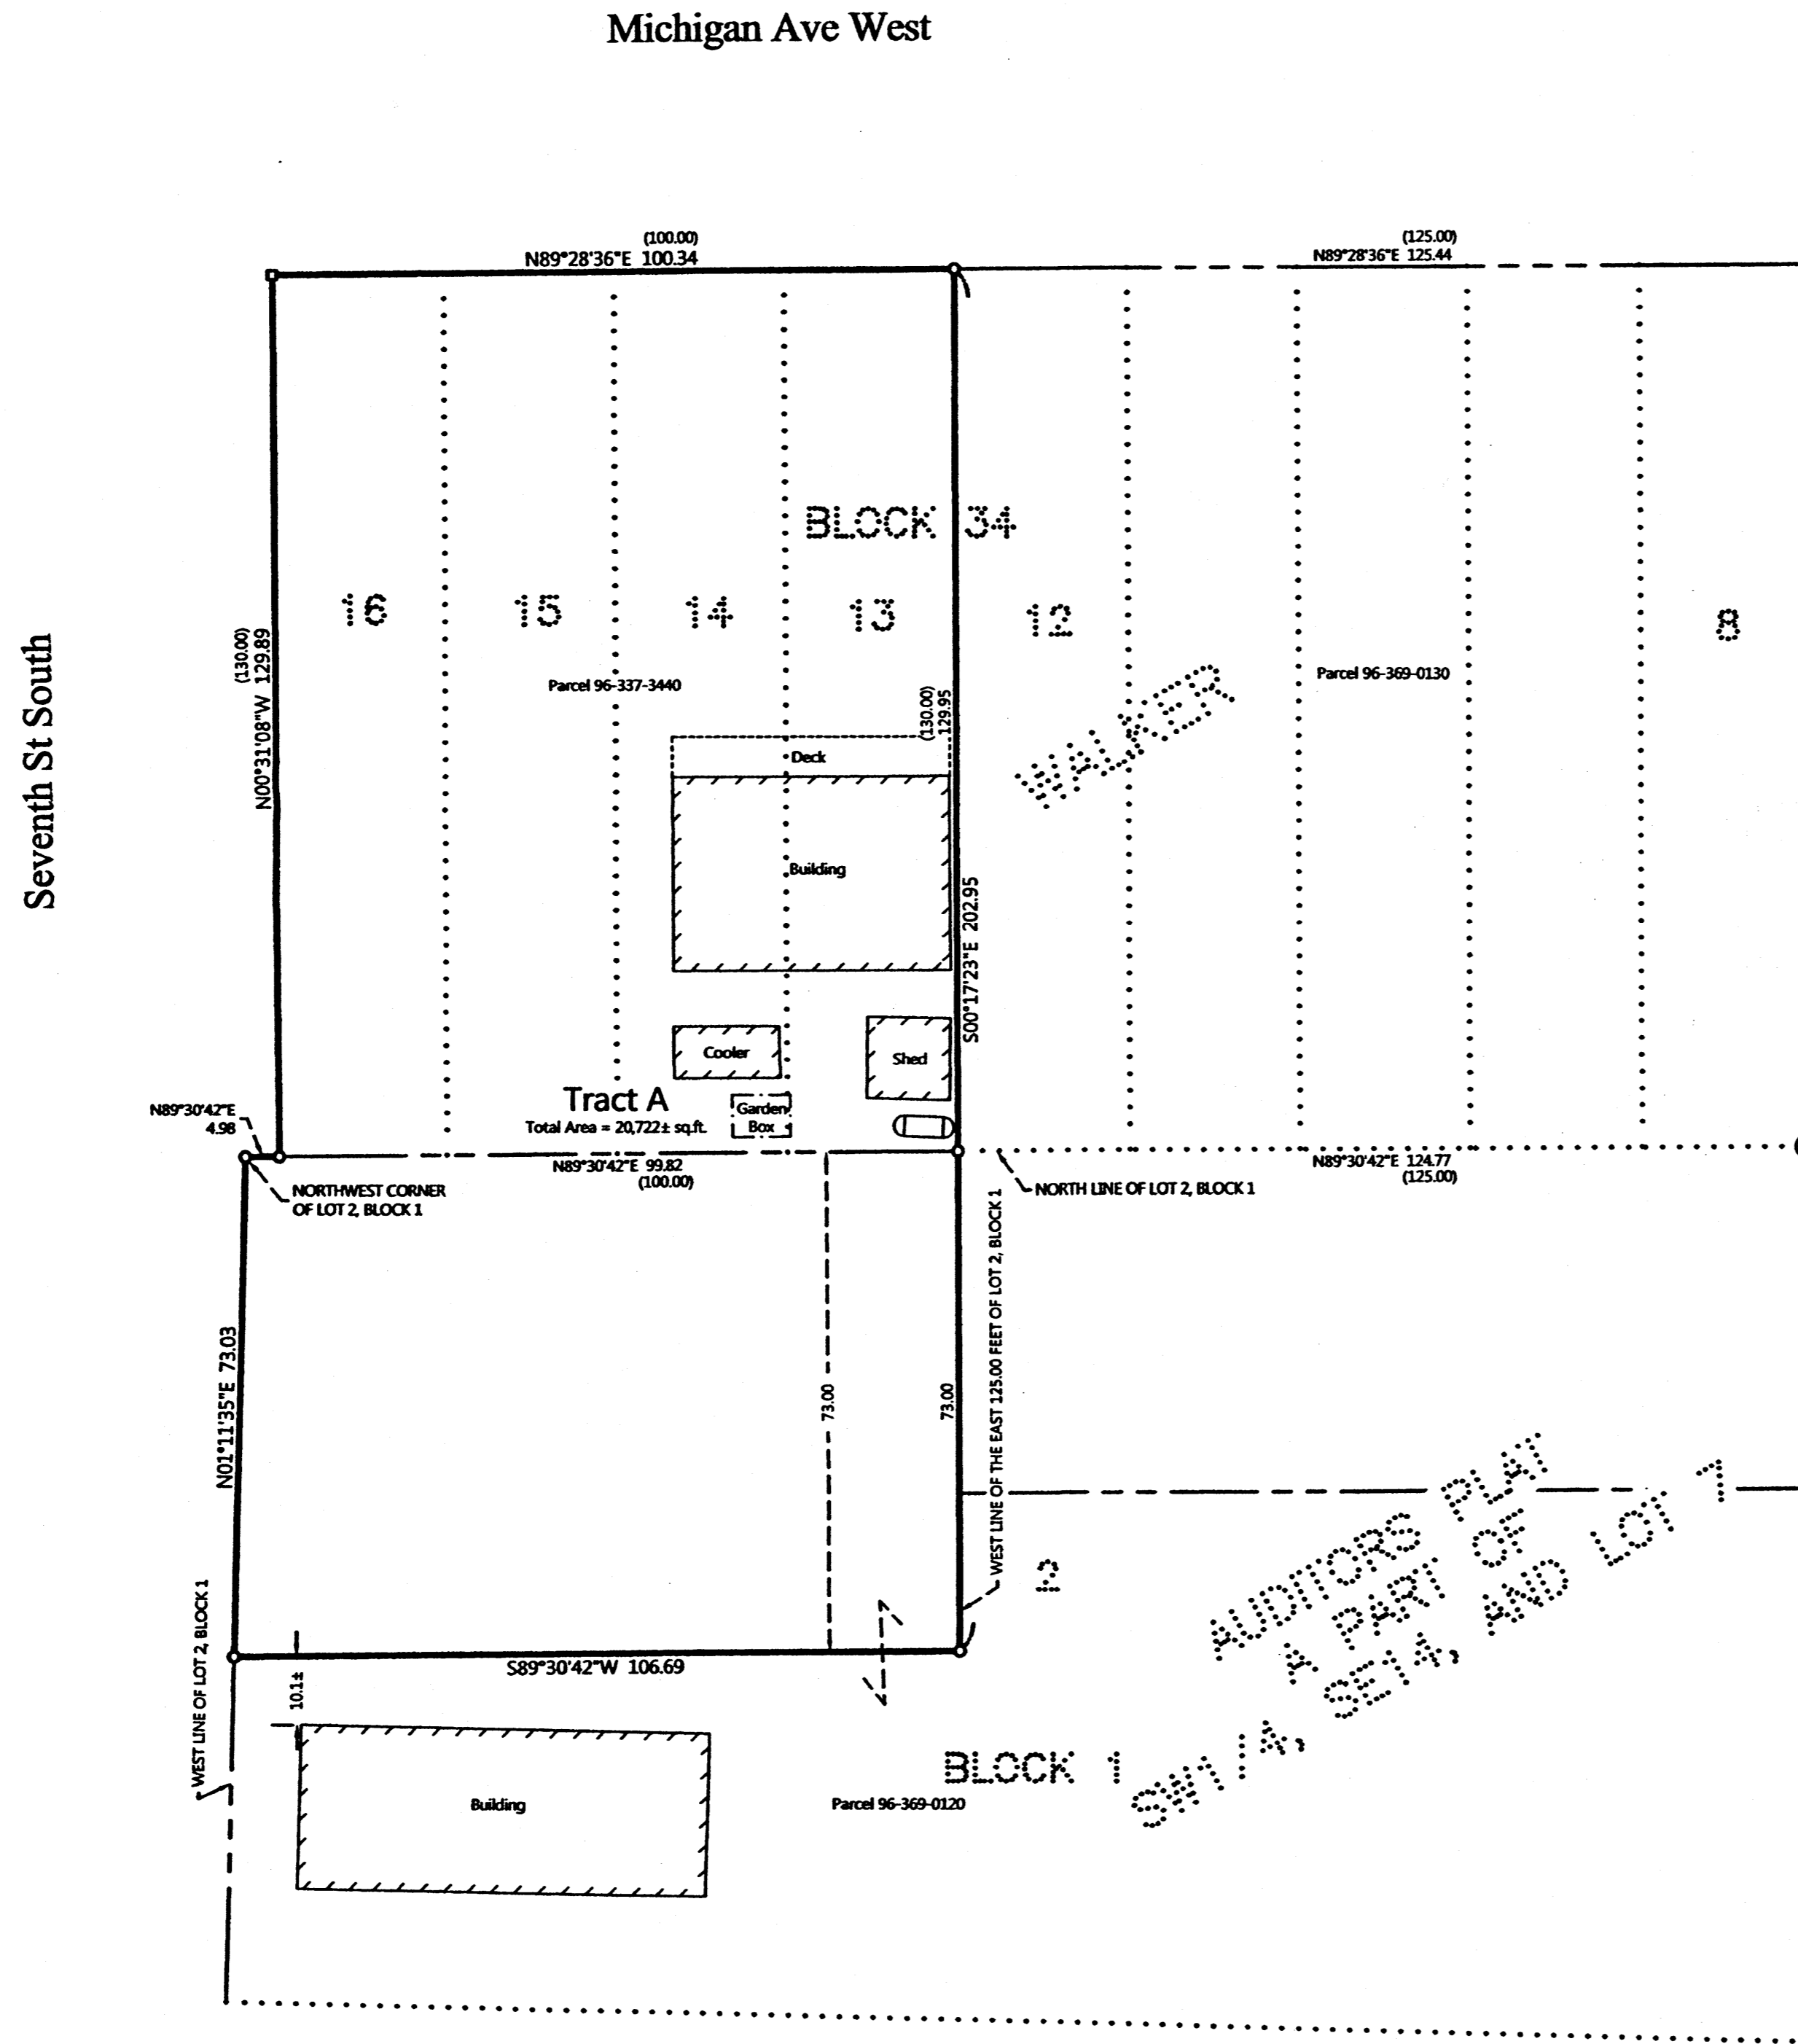 Michigan Ave West
(100.00)
N89°28'36"E 100.34
(125.00)
N89°28'36"E 125.44
BLOCK 34
16
15
14
13
12
8
Seventh St South
(130.00)
N00°31'08"W 129.89
Parcel 96-337-3440
Parcel 96-369-0130
WALKER
(130.00)
129.95
Deck
Building
S00°17'23"E 202.95
Cooler
Shed
Tract A
Total Area = 20,722± sq.ft.
Garden
Box
N89°30'42"E
4.98
N89°30'42"E 99.82
(100.00)
N89°30'42"E 124.77
(125.00)
NORTHWEST CORNER
OF LOT 2, BLOCK 1
NORTH LINE OF LOT 2, BLOCK 1
WEST LINE OF THE EAST 125.00 FEET OF LOT 2, BLOCK 1
N01°11'35"E 73.03
73.00
73.00
2
AUDITORS PLAT
A PART OF
SW1/4, SE14, AND LOT 7
WEST LINE OF LOT 2, BLOCK 1
S89°30'42"W 106.69
10.1±
BLOCK 1
Building
Parcel 96-369-0120